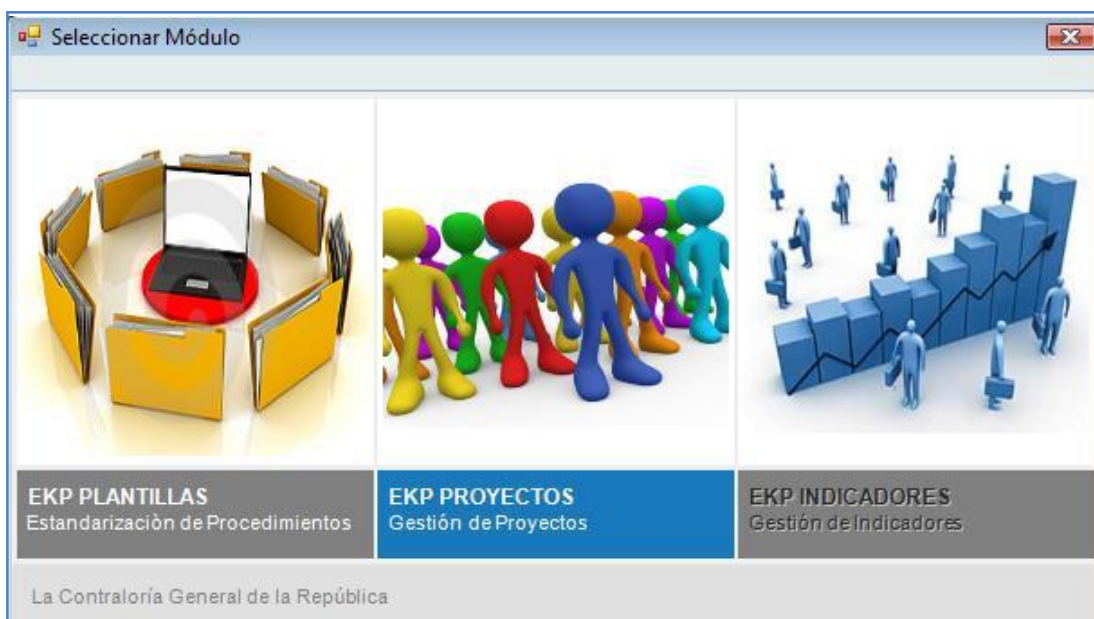 Seleccionar Módulo
EKP PLANTILLAS
Estandarizaciòn de Procedimientos
EKP PROYECTOS
Gestión de Proyectos
EKP INDICADORES
Gestión de Indicadores
La Contraloría General de la República